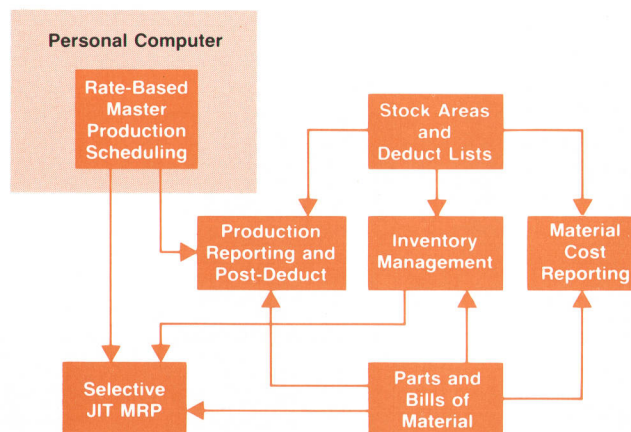 Personal Computer
Rate-Based
Master
Production
Scheduling
Stock Areas
and
Deduct Lists
Production
Reporting and
Post-Deduct
Inventory
Management
Material
Cost
Reporting
Selective
JIT MRP
Parts and
Bills of
Material